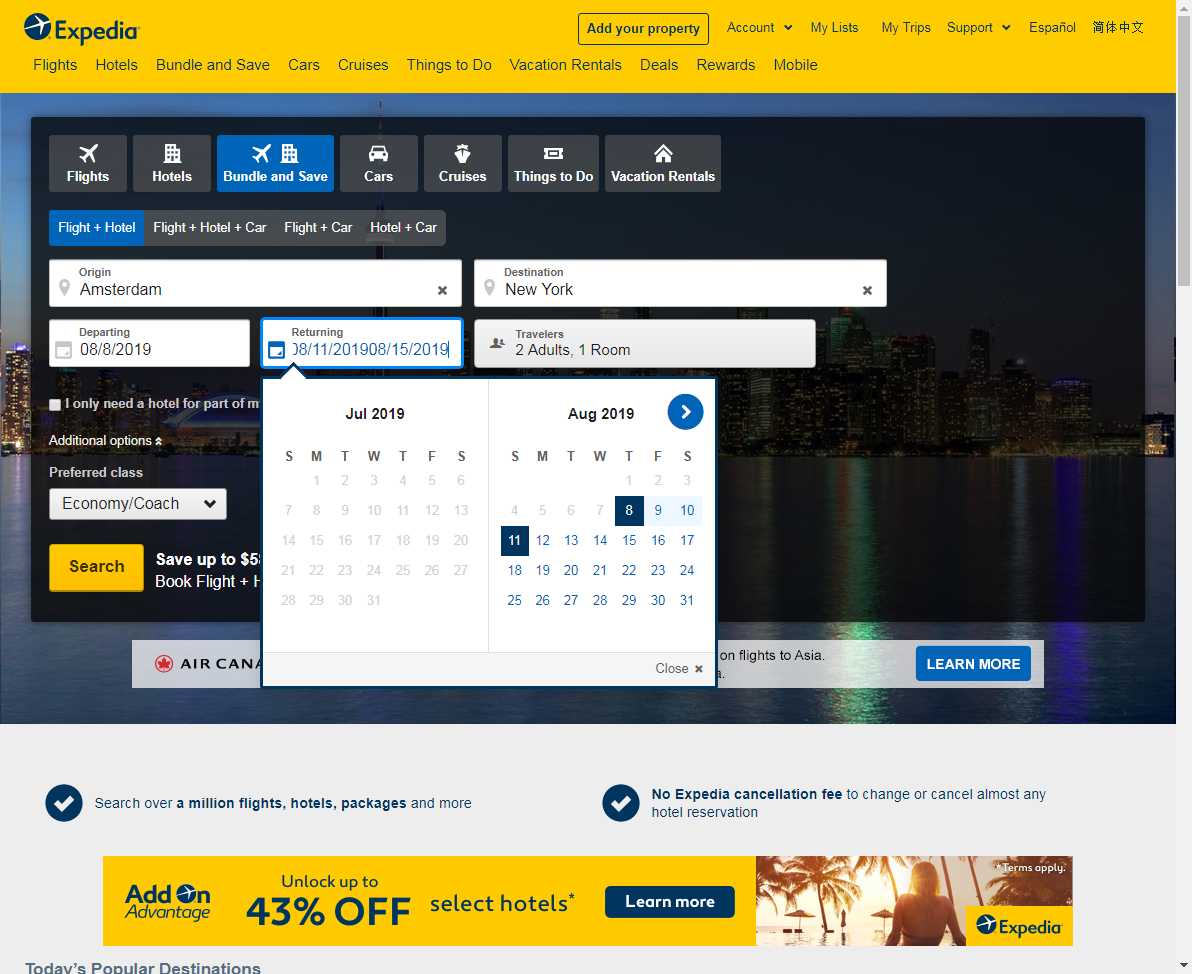 Expedia
Add your property
Account
My Lists
My Trips
Support
Español
简体中文
Flights
Hotels
Bundle and Save
Cars
Cruises
Things to Do
Vacation Rentals
Deals
Rewards
Mobile
Flights
Hotels
Bundle and Save
Cars
Cruises
Things to Do
Vacation Rentals
Flight + Hotel
Flight + Hotel + Car
Flight + Car
Hotel + Car
Origin
Amsterdam
Destination
New York
Departing
08/8/2019
Returning
08/11/201908/15/2019
Travelers
2 Adults, 1 Room
I only need a hotel for part of m
Additional options
Preferred class
Economy/Coach
Search
Save up to $5
Book Flight + H
Jul 2019
S M T W T F S
1 2 3 4 5 6
7 8 9 10 11 12 13
14 15 16 17 18 19 20
21 22 23 24 25 26 27
28 29 30 31
Aug 2019
S M T W T F S
1 2 3
4 5 6 7 8 9 10
11 12 13 14 15 16 17
18 19 20 21 22 23 24
25 26 27 28 29 30 31
Close
AIR CANA
on flights to Asia.
LEARN MORE
Search over a million flights, hotels, packages and more
No Expedia cancellation fee to change or cancel almost any
hotel reservation
Add On
Advantage
Unlock up to
43% OFF
select hotels*
Learn more
*Terms apply.
Expedia
Today's Popular Destinations